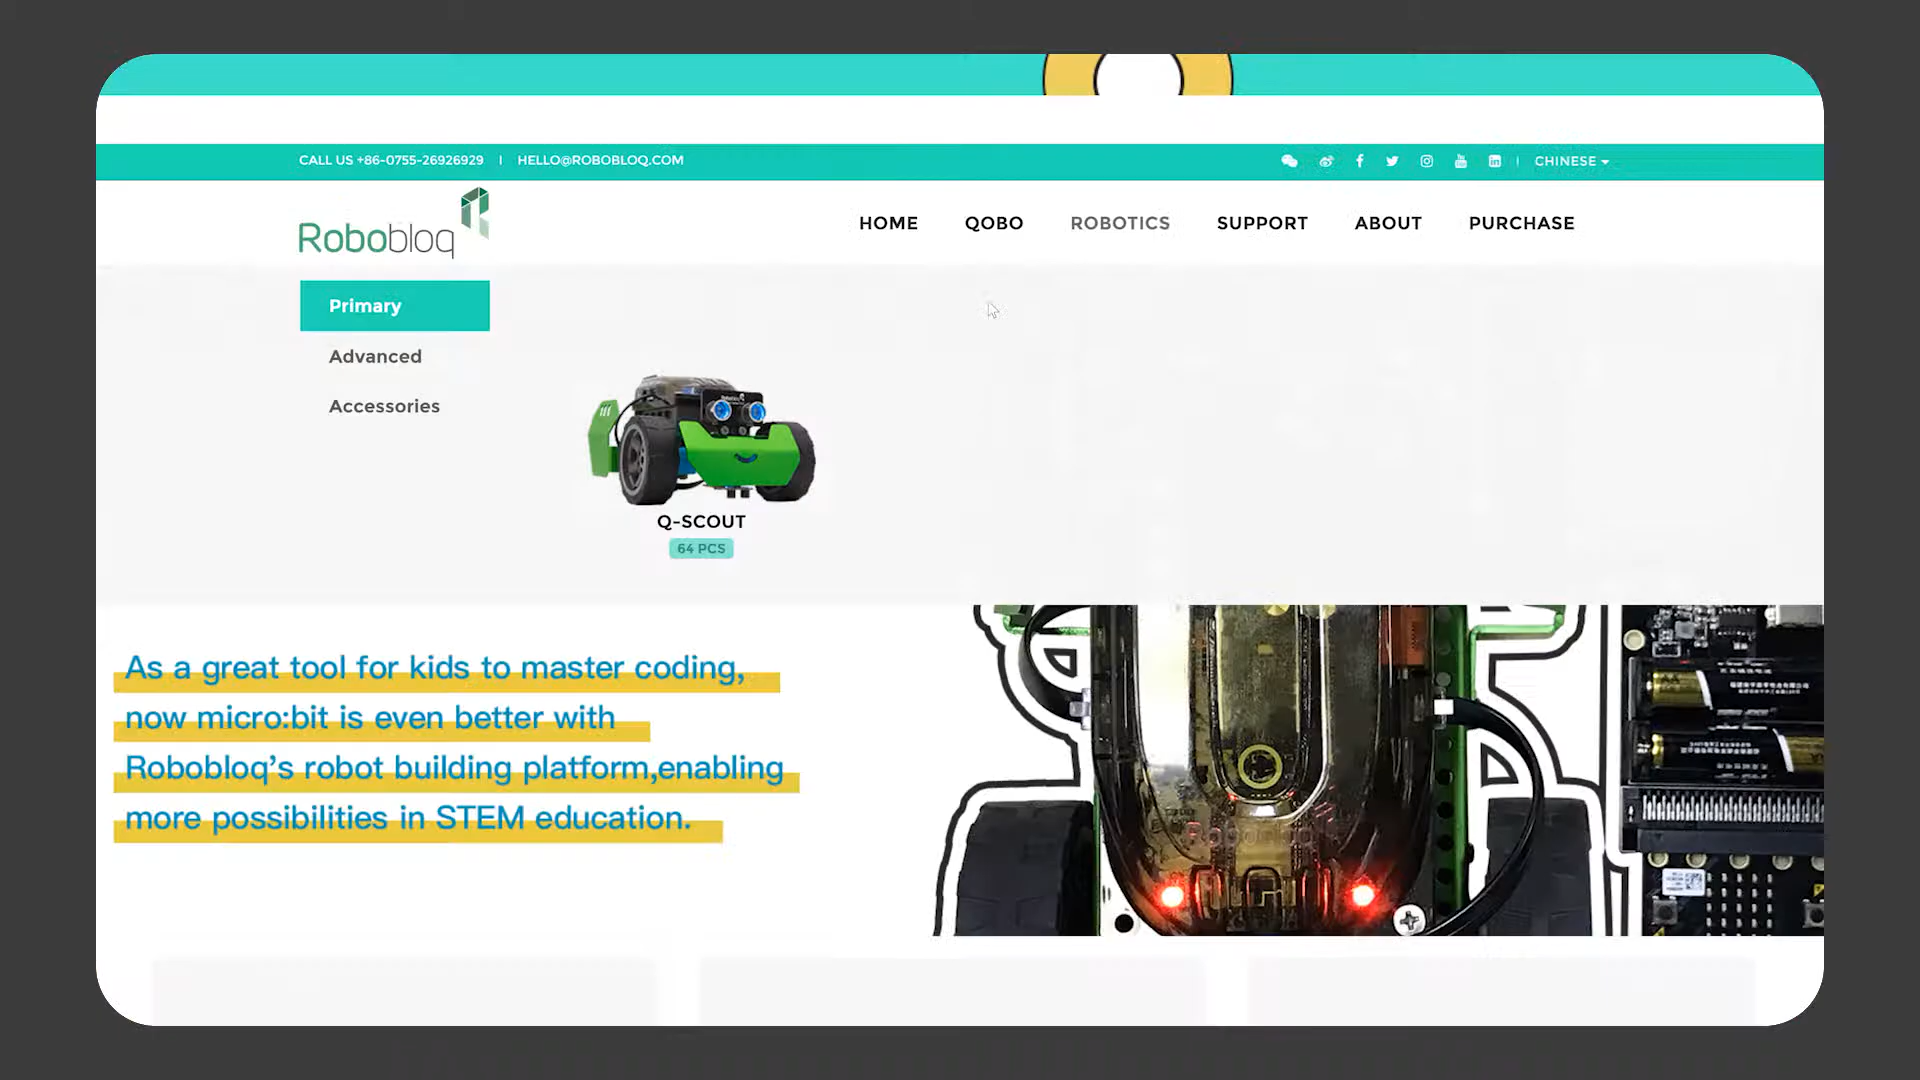 CALL US +86-0755-26926929 | HELLO@ROBOBLOQ.COM
CHINESE
Robobloq
HOME QOBO ROBOTICS SUPPORT ABOUT PURCHASE
Primary
Advanced
Accessories
Q-SCOUT
64 PCS
As a great tool for kids to master coding,
now micro:bit is even better with
Robobloq's robot building platform,enabling
more possibilities in STEM education.